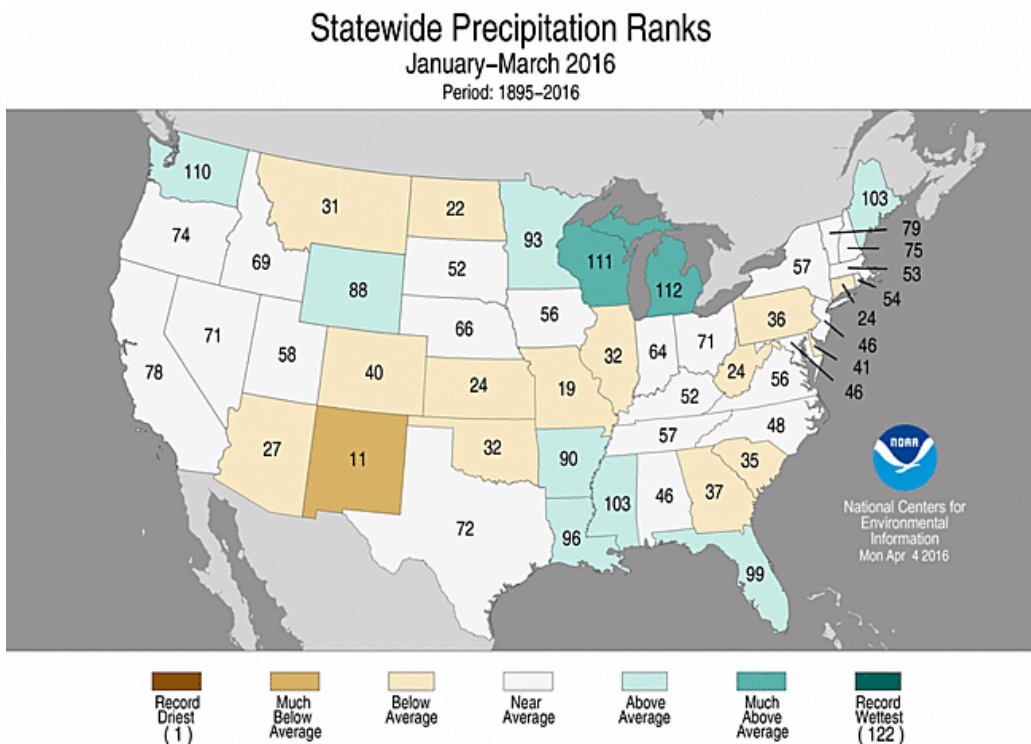 Statewide Precipitation Ranks
January–March 2016
Period: 1895–2016
110
103
31
22
93
79
74
75
69
52
111
57
53
88
112
54
56
24
66
36
46
71
64
71
41
58
32
78
40
24
19
24
56
46
52
48
57
27
11
32
90
35
37
103
46
72
96
99
NOAA
National Centers for
Environmental
Information
Mon Apr 4 2016
Record
Driest
(1)
Much
Below
Average
Below
Average
Near
Average
Above
Average
Much
Above
Average
Record
Wettest
(122)